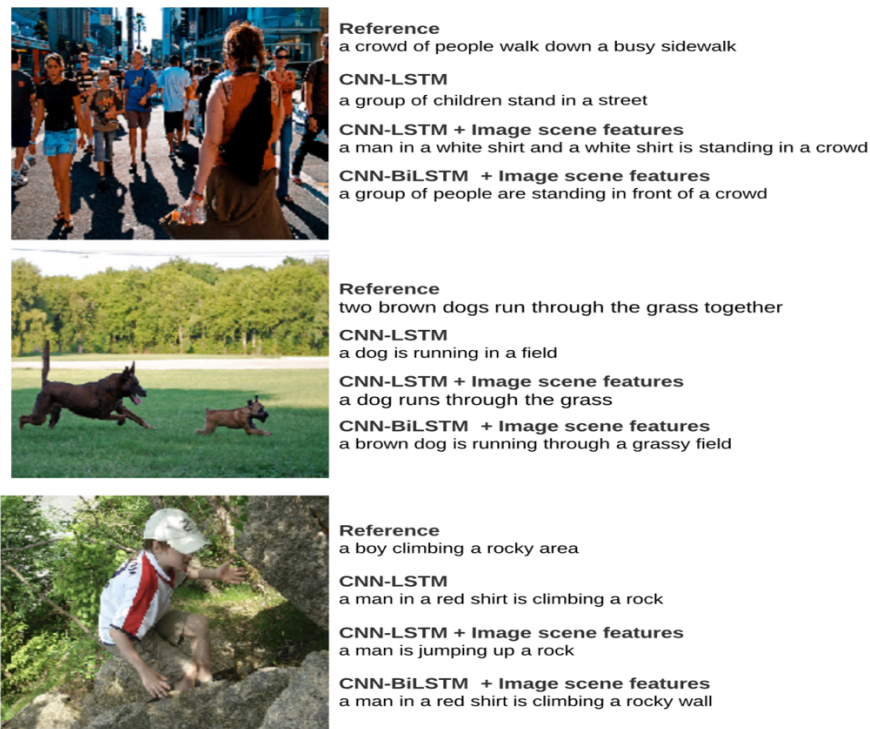 Reference
a crowd of people walk down a busy sidewalk
CNN-LSTM
a group of children stand in a street
CNN-LSTM + Image scene features
a man in a white shirt and a white shirt is standing in a crowd
CNN-BiLSTM + Image scene features
a group of people are standing in front of a crowd
Reference
two brown dogs run through the grass together
CNN-LSTM
a dog is running in a field
CNN-LSTM + Image scene features
a dog runs through the grass
CNN-BiLSTM + Image scene features
a brown dog is running through a grassy field
Reference
a boy climbing a rocky area
CNN-LSTM
a man in a red shirt is climbing a rock
CNN-LSTM + Image scene features
a man is jumping up a rock
CNN-BiLSTM + Image scene features
a man in a red shirt is climbing a rocky wall